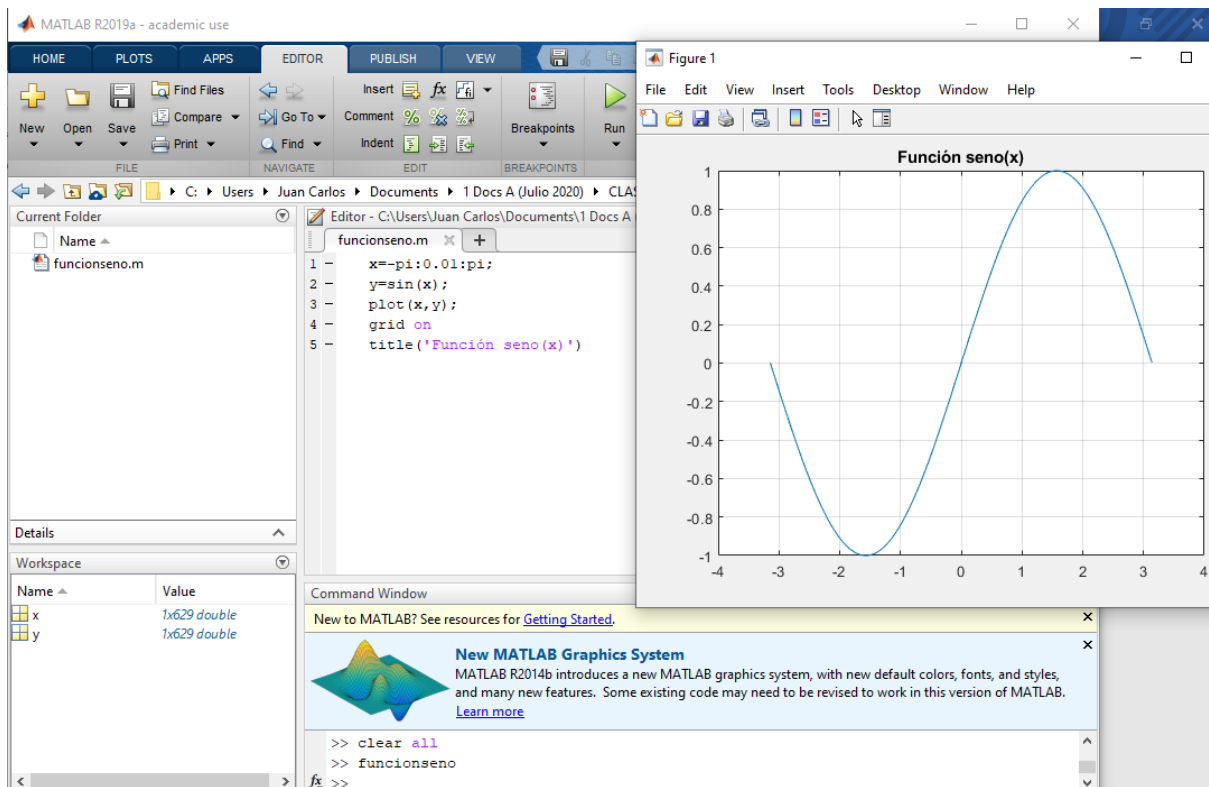 MATLAB R2019a - academic use
HOME PLOTS APPS EDITOR PUBLISH VIEW
New Open Save
Find Files
Compare
Print
FILE
Go To
Find
NAVIGATE
Insert fx
Comment
Indent
EDIT
Breakpoints
BREAKPOINTS
Run
C: Users Juan Carlos Documents 1 Docs A (Julio 2020)
Current Folder
Name
funcionseno.m
Details
Workspace
Name Value
x 1x629 double
y 1x629 double
Editor - C:\Users\Juan Carlos\Documents\1 Docs A
funcionseno.m
1 - x=-pi:0.01:pi;
2 - y=sin(x);
3 - plot(x,y);
4 - grid on
5 - title('Función seno(x)')
Command Window
New to MATLAB? See resources for Getting Started.
New MATLAB Graphics System
MATLAB R2014b introduces a new MATLAB graphics system, with new default colors, fonts, and styles,
and many new features. Some existing code may need to be revised to work in this version of MATLAB.
Learn more
>> clear all
>> funcionseno
fx >>
Figure 1
File Edit View Insert Tools Desktop Window Help
Función seno(x)
1
0.8
0.6
0.4
0.2
0
-0.2
-0.4
-0.6
-0.8
-1
-4 -3 -2 -1 0 1 2 3 4